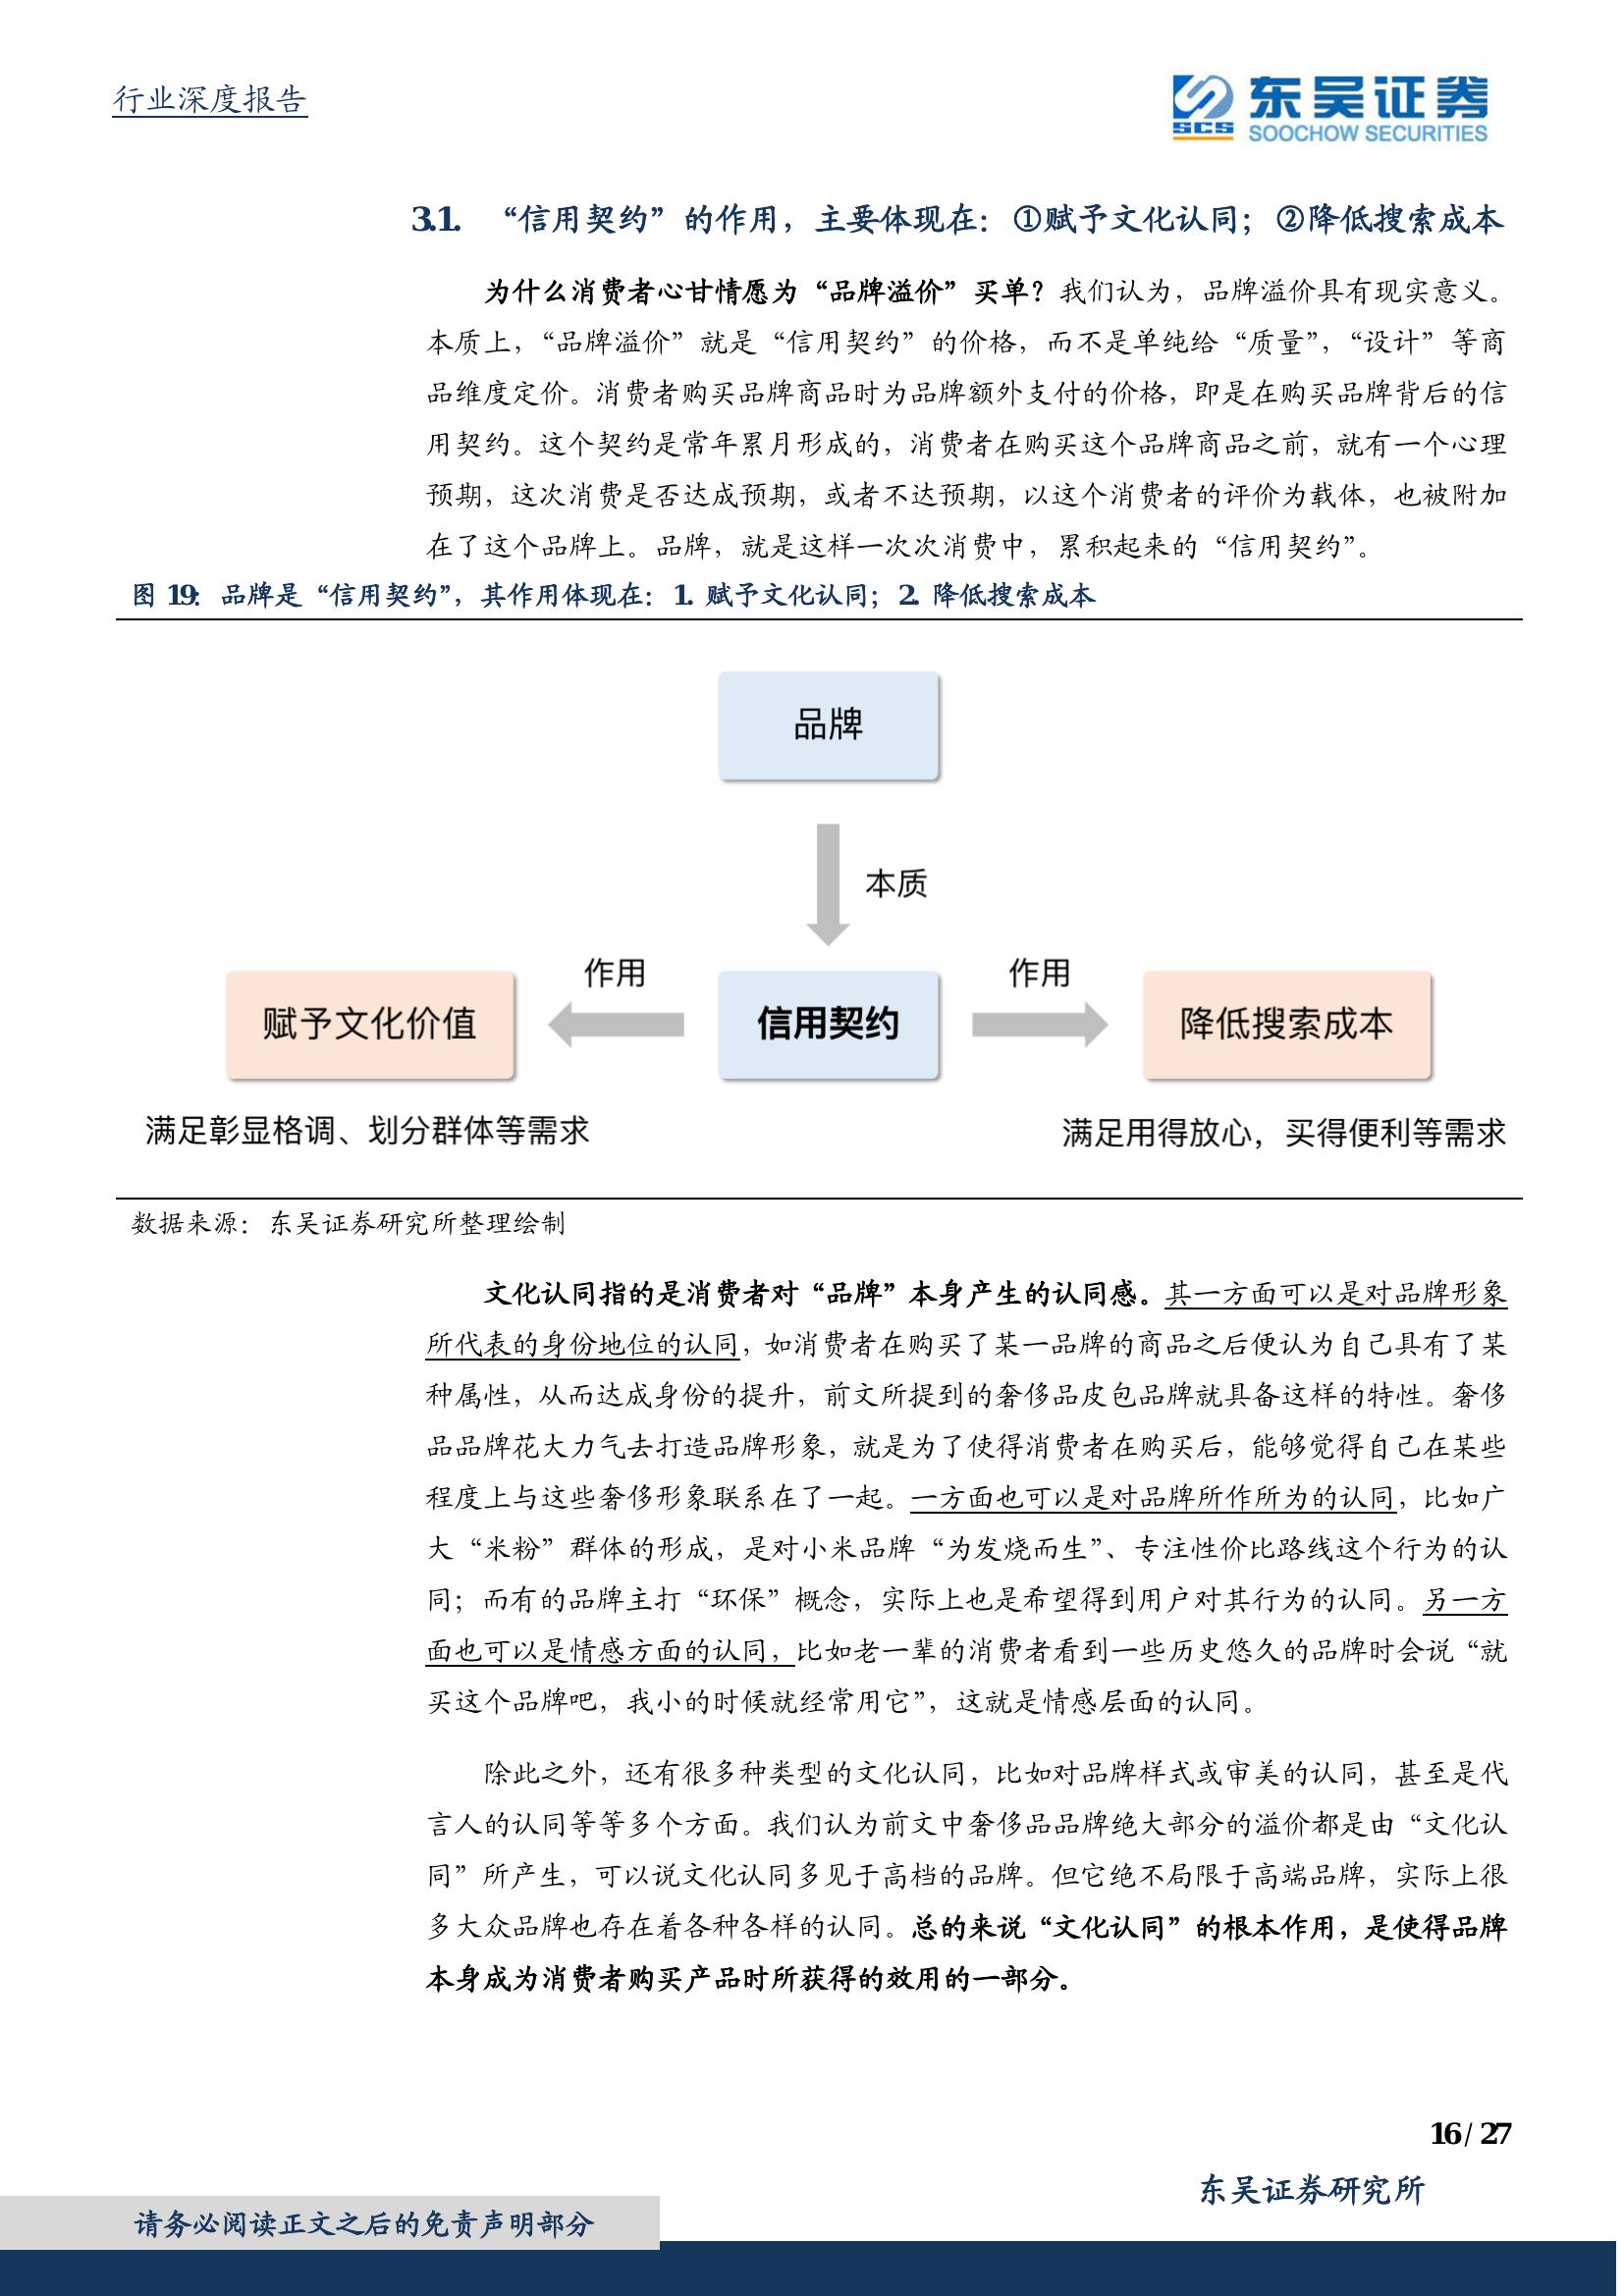 行业深度报告
SCS
东吴证券
SOOCHOW SECURITIES
3.1. “信用契约”的作用，主要体现在：①赋予文化认同；②降低搜索成本
为什么消费者心甘情愿为“品牌溢价”买单？我们认为，品牌溢价具有现实意义。
本质上，“品牌溢价”就是“信用契约”的价格，而不是单纯给“质量”，“设计”等商
品维度定价。消费者购买品牌商品时为品牌额外支付的价格，即是在购买品牌背后的信
用契约。这个契约是常年累月形成的，消费者在购买这个品牌商品之前，就有一个心理
预期，这次消费是否达成预期，或者不达预期，以这个消费者的评价为载体，也被附加
在了这个品牌上。品牌，就是这样一次次消费中，累积起来的“信用契约”。
图 19：品牌是“信用契约”，其作用体现在：1. 赋予文化认同；2. 降低搜索成本
品牌
本质
作用
作用
赋予文化价值
信用契约
降低搜索成本
满足彰显格调、划分群体等需求
满足用得放心，买得便利等需求
数据来源：东吴证券研究所整理绘制
文化认同指的是消费者对“品牌”本身产生的认同感。其一方面可以是对品牌形象
所代表的身份地位的认同，如消费者在购买了某一品牌的商品之后便认为自己具有了某
种属性，从而达成身份的提升，前文所提到的奢侈品皮包品牌就具备这样的特性。奢侈
品品牌花大力气去打造品牌形象，就是为了使得消费者在购买后，能够觉得自己在某些
程度上与这些奢侈形象联系在了一起。一方面也可以是对品牌所作所为的认同，比如广
大“米粉”群体的形成，是对小米品牌“为发烧而生”、专注性价比路线这个行为的认
同；而有的品牌主打“环保”概念，实际上也是希望得到用户对其行为的认同。另一方
面也可以是情感方面的认同，比如老一辈的消费者看到一些历史悠久的品牌时会说“就
买这个品牌吧，我小的时候就经常用它”，这就是情感层面的认同。
除此之外，还有很多种类型的文化认同，比如对品牌样式或审美的认同，甚至是代
言人的认同等等多个方面。我们认为前文中奢侈品品牌绝大部分的溢价都是由“文化认
同”所产生，可以说文化认同多见于高档的品牌。但它绝不局限于高端品牌，实际上很
多大众品牌也存在着各种各样的认同。总的来说“文化认同”的根本作用，是使得品牌
本身成为消费者购买产品时所获得的效用的一部分。
16 / 27
东吴证券研究所
请务必阅读正文之后的免责声明部分